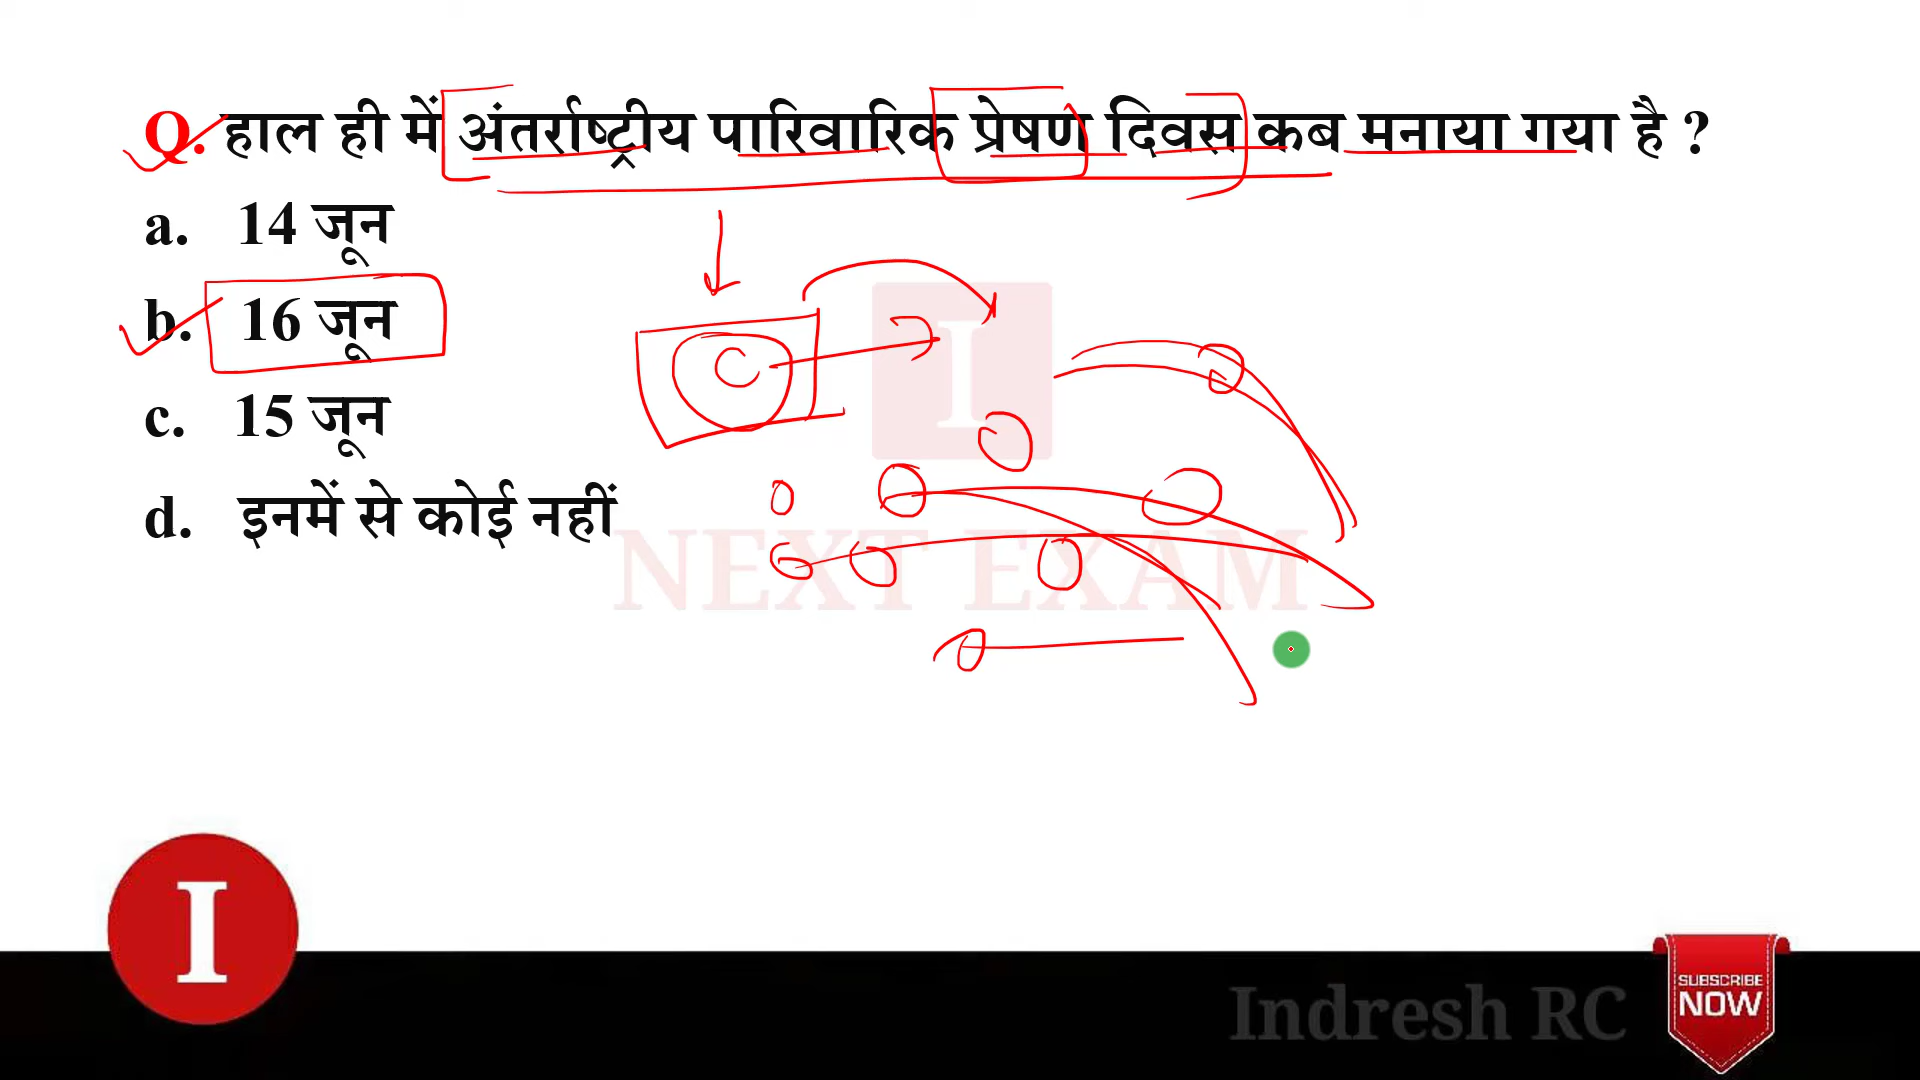 Q. हाल ही में अंतर्राष्ट्रीय पारिवारिक प्रेषण दिवस कब मनाया गया है ?
a. 14 जून
b. 16 जून
c. 15 जून
d. इनमें से कोई नहीं
I
NEXT EXAM
I
Indresh RC
SUBSCRIBE
NOW